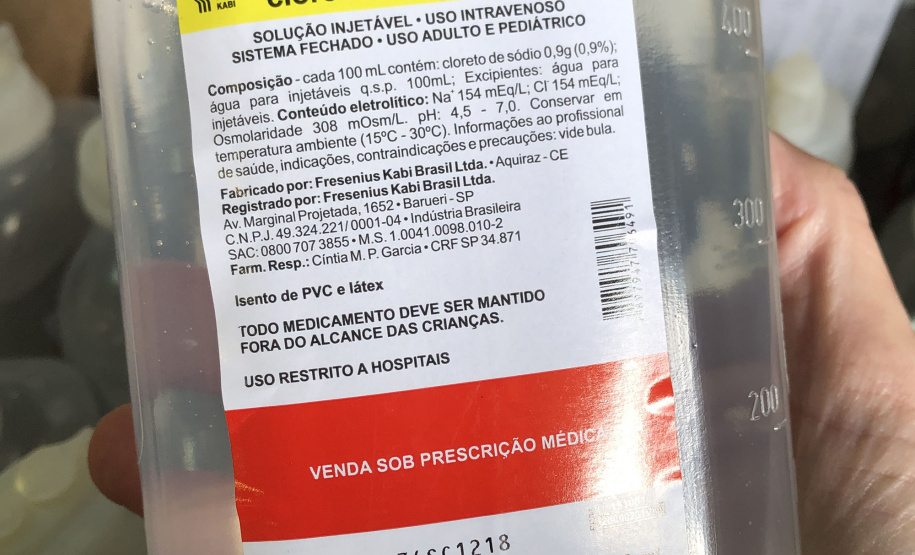 KABI
SOLUÇÃO INJETÁVEL • USO INTRAVENOSO
SISTEMA FECHADO • USO ADULTO E PEDIÁTRICO
Composição - cada 100 mL contém: cloreto de sódio 0,9g (0,9%);
água para injetáveis q.s.p. 100mL; Excipientes: água para
injetáveis. Conteúdo eletrolítico: Na⁺ 154 mEq/L; Cl⁻ 154 mEq/L;
Osmolaridade 308 mOsm/L. pH: 4,5 - 7,0. Conservar em
temperatura ambiente (15ºC - 30ºC). Informações ao profissional
de saúde, indicações, contraindicações e precauções: vide bula.
Fabricado por: Fresenius Kabi Brasil Ltda. • Aquiraz - CE
Registrado por: Fresenius Kabi Brasil Ltda.
Av. Marginal Projetada, 1652 • Barueri - SP
C.N.P.J. 49.324.221/0001-04 • Indústria Brasileira
SAC: 0800 707 3855 • M.S. 1.0041.0098.010-2
Farm. Resp.: Cíntia M. P. Garcia • CRF SP 34.871
Isento de PVC e látex
TODO MEDICAMENTO DEVE SER MANTIDO
FORA DO ALCANCE DAS CRIANÇAS.
USO RESTRITO A HOSPITAIS
VENDA SOB PRESCRIÇÃO MÉDICA
400
300
200